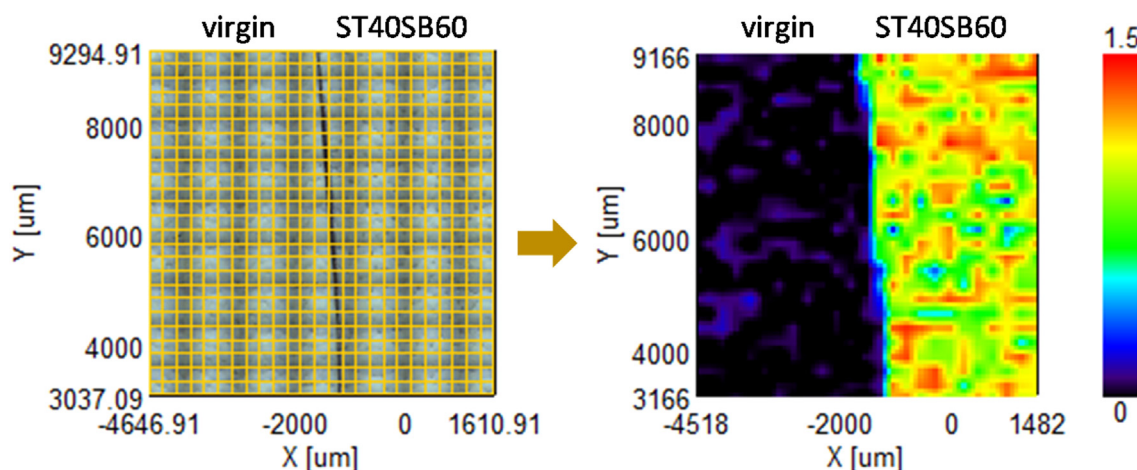 virgin ST40SB60
9294.91
8000
6000
4000
3037.09
Y [um]
-4646.91 -2000 0 1610.91
X [um]
virgin ST40SB60
9166
8000
6000
4000
3166
Y [um]
-4518 -2000 0 1482
X [um]
1.5
0